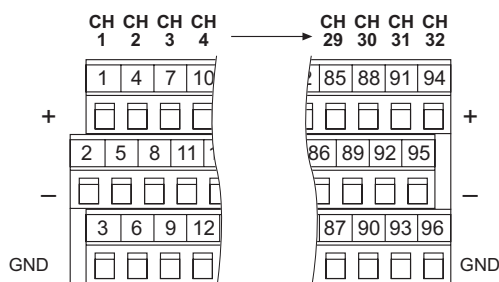 CH CH CH CH CH CH CH CH
1 2 3 4 29 30 31 32
1 4 7 10 85 88 91 94
+ +
2 5 8 11 86 89 92 95
– –
3 6 9 12 87 90 93 96
GND GND